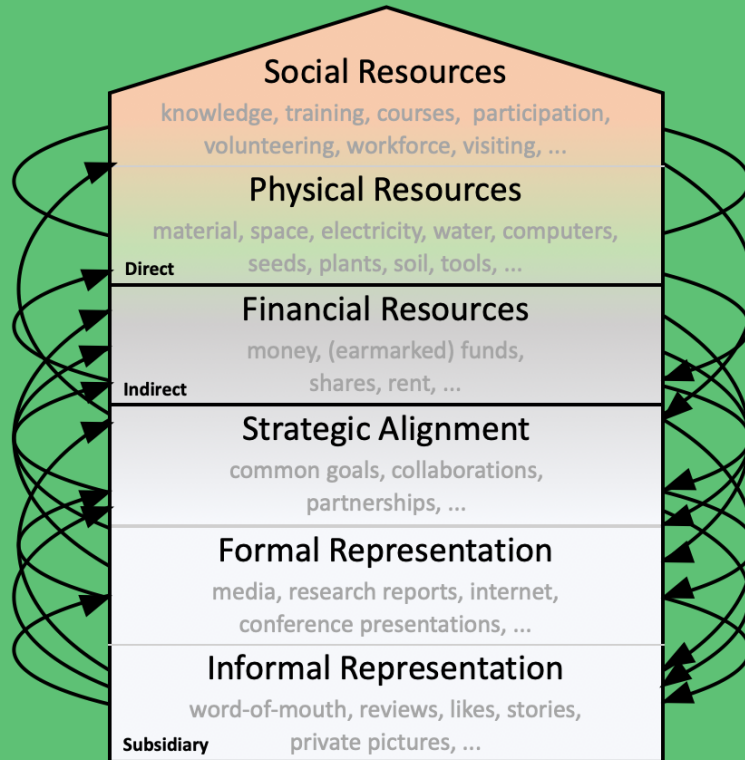 Social Resources
knowledge, training, courses, participation,
volunteering, workforce, visiting, ...
Physical Resources
material, space, electricity, water, computers,
seeds, plants, soil, tools, ...
Direct
Financial Resources
money, (earmarked) funds,
shares, rent, ...
Indirect
Strategic Alignment
common goals, collaborations,
partnerships, ...
Formal Representation
media, research reports, internet,
conference presentations, ...
Informal Representation
word-of-mouth, reviews, likes, stories,
private pictures, ...
Subsidiary